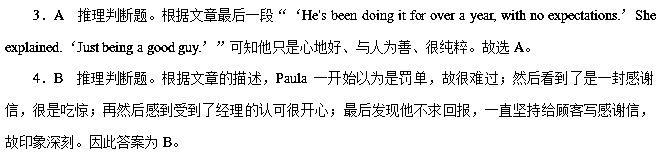 3．A　推理判断题。根据文章最后一段“‘He's been doing it for over a year, with no expectations.’ She
explained.‘Just being a good guy.’”可知他只是心地好、与人为善、很纯粹。故选 A。
4．B　推理判断题。根据文章的描述，Paula 一开始以为是罚单，故很难过；然后看到了是一封感谢
信，很是吃惊；再然后感到受到了经理的认可很开心；最后发现他不求回报，一直坚持给顾客写感谢信，
故印象深刻。因此答案为 B。